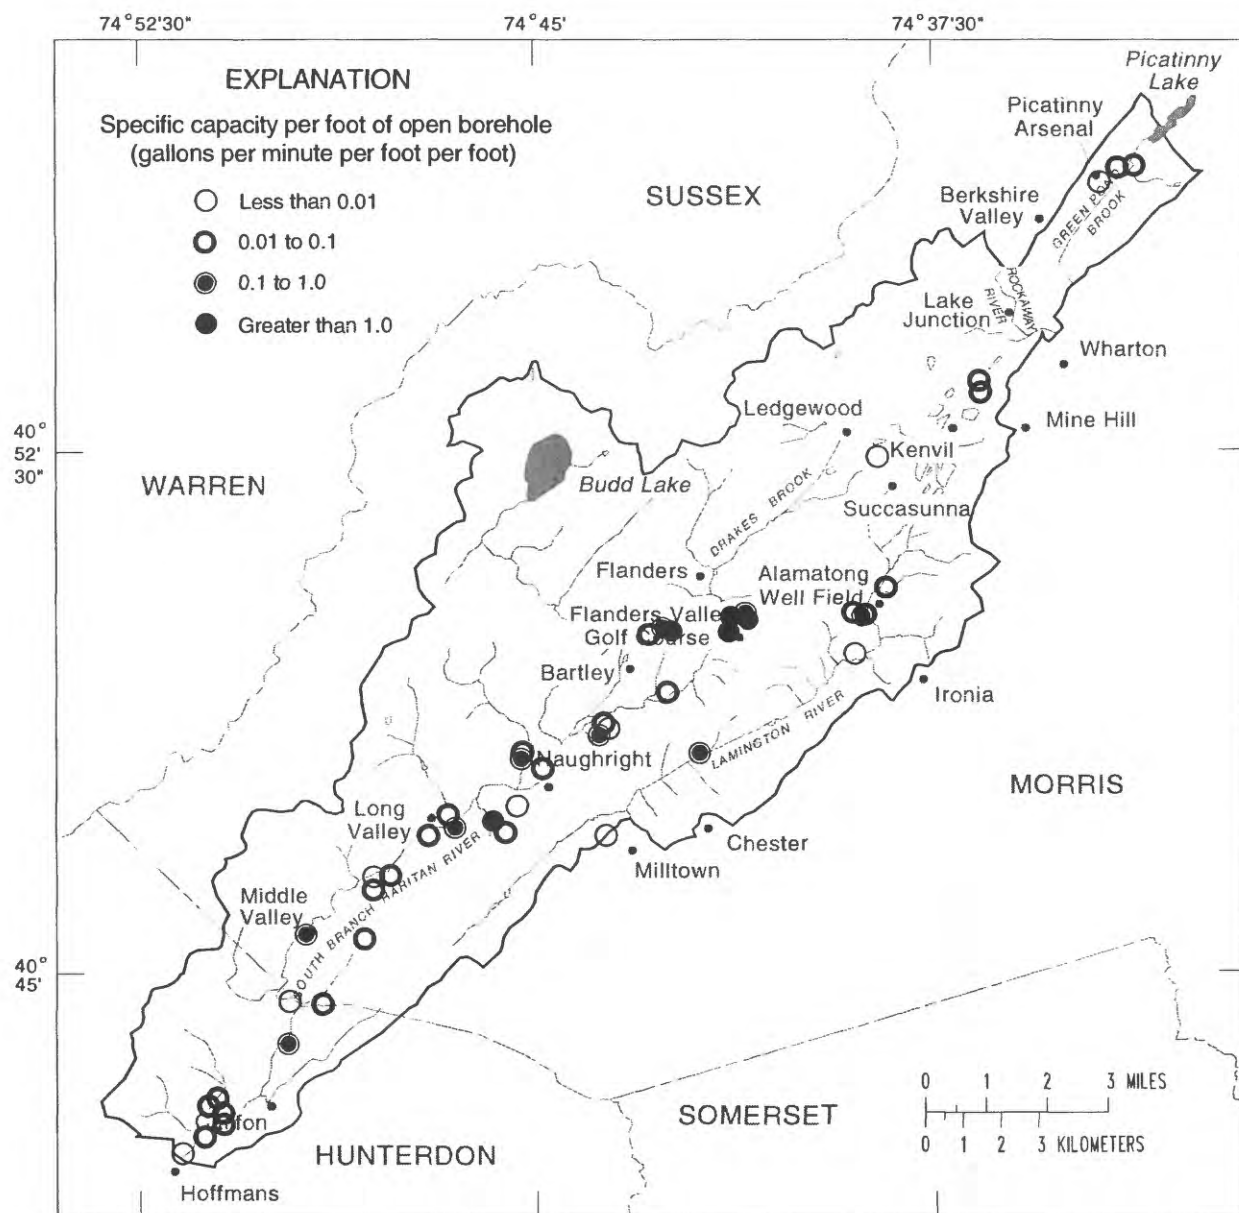 74°52'30"
74°45'
74°37'30"
EXPLANATION
Specific capacity per foot of open borehole
(gallons per minute per foot per foot)
Less than 0.01
0.01 to 0.1
0.1 to 1.0
Greater than 1.0
Picatinny
Lake
Picatinny
Arsenal
SUSSEX
Berkshire
Valley
GREEN POND
BROOK
ROCKAWAY
RIVER
Lake
Junction
Wharton
Ledgewood
Mine Hill
40°
52'
30"
Kenvil
WARREN
Budd Lake
DRAKES BROOK
Succasunna
Flanders
Alamatong
Well Field
Flanders Valle
Golf Course
Bartley
Ironia
LAMINGTON RIVER
Naughright
MORRIS
Long
Valley
Chester
Milltown
SOUTH BRANCH RARITAN RIVER
Middle
Valley
40°
45'
0 1 2 3 MILES
SOMERSET
0 1 2 3 KILOMETERS
HUNTERDON
Hoffmans